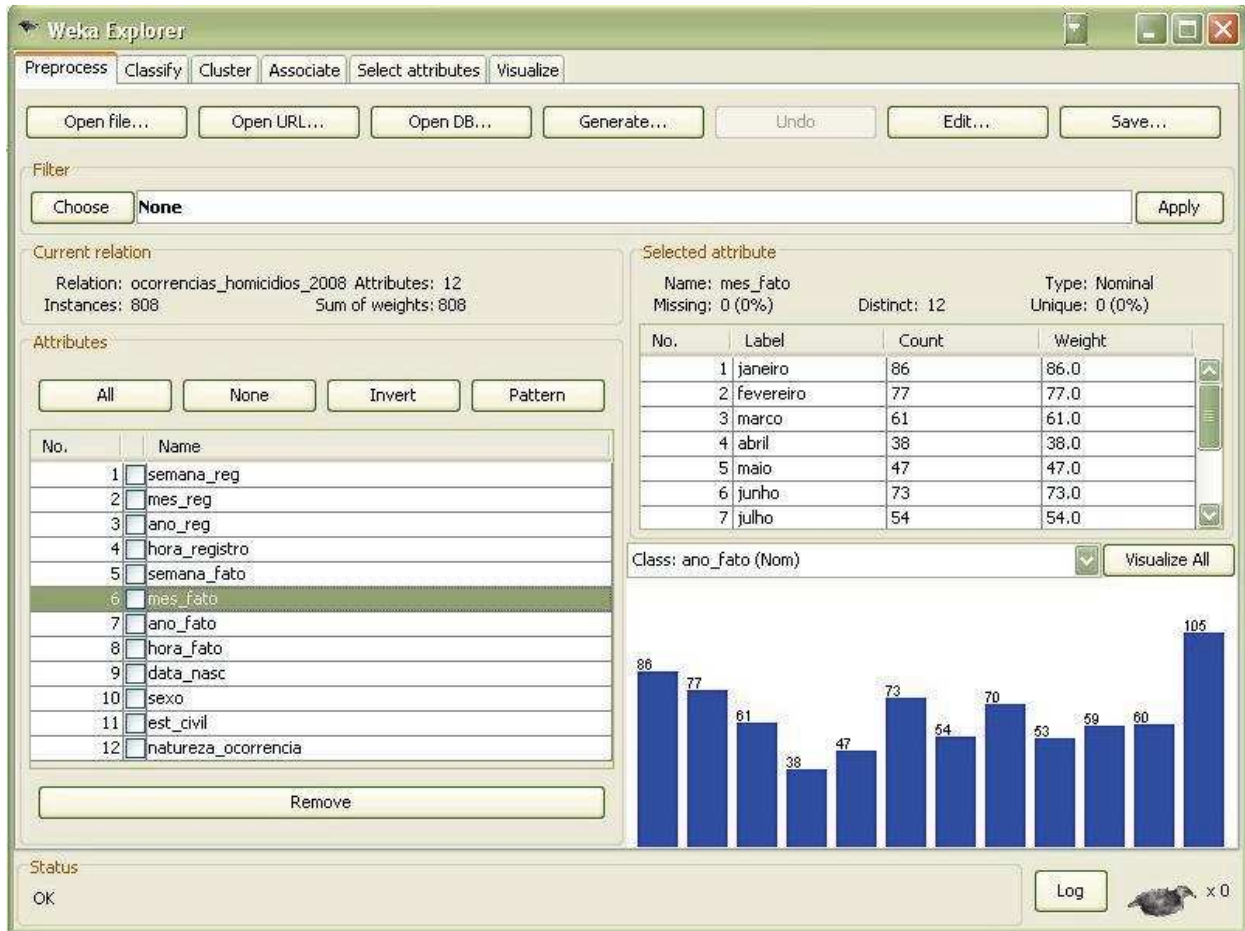 Weka Explorer
Preprocess Classify Cluster Associate Select attributes Visualize
Open file... Open URL... Open DB... Generate... Undo Edit... Save...
Filter
Choose None Apply
Current relation
Relation: ocorrencias_homicidios_2008 Attributes: 12
Instances: 808 Sum of weights: 808
Attributes
All None Invert Pattern
No. Name
1 semana_reg
2 mes_reg
3 ano_reg
4 hora_registro
5 semana_fato
6 mes_fato
7 ano_fato
8 hora_fato
9 data_nasc
10 sexo
11 est_civil
12 natureza_ocorrencia
Remove
Selected attribute
Name: mes_fato Type: Nominal
Missing: 0 (0%) Distinct: 12 Unique: 0 (0%)
No. Label Count Weight
1 janeiro 86 86.0
2 fevereiro 77 77.0
3 marco 61 61.0
4 abril 38 38.0
5 maio 47 47.0
6 junho 73 73.0
7 julho 54 54.0
Class: ano_fato (Nom) Visualize All
86 77 61 38 47 73 54 70 53 59 60 105
Status
OK
Log x 0